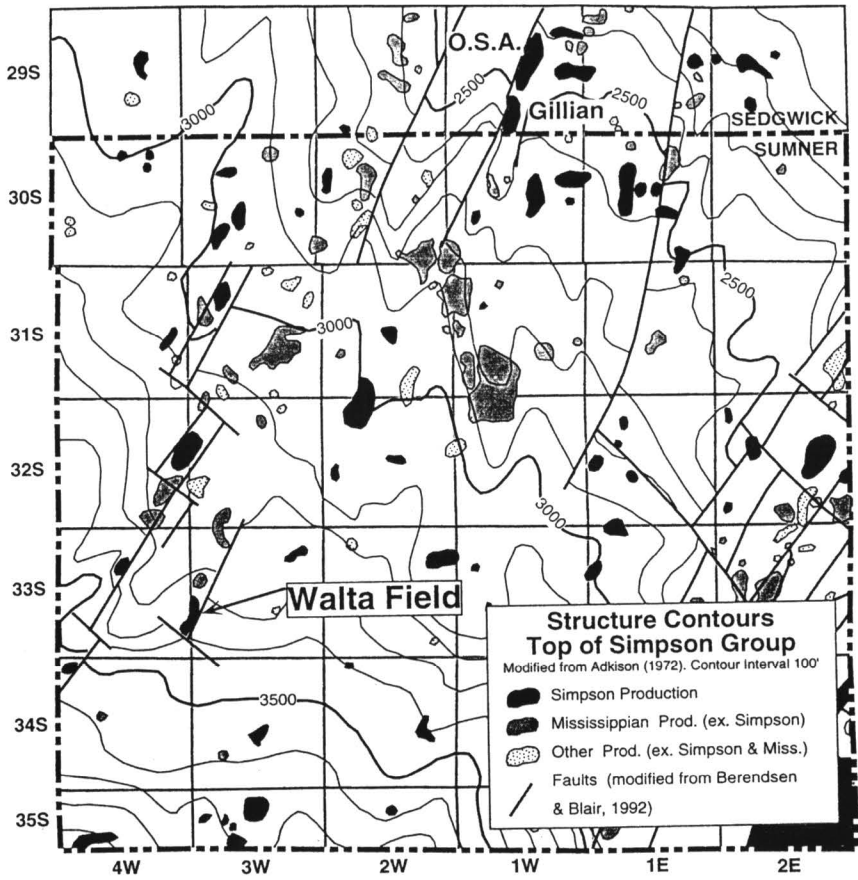 O.S.A.
29S
3000
2500
2500
Gillian
SEDGWICK
SUMNER
30S
2500
31S
3000
32S
3000
33S
Walta Field
Structure Contours
Top of Simpson Group
Modified from Adkison (1972). Contour Interval 100'
Simpson Production
Mississippian Prod. (ex. Simpson)
Other Prod. (ex. Simpson & Miss.)
Faults (modified from Berendsen
& Blair, 1992)
3500
34S
35S
4W 3W 2W 1W 1E 2E